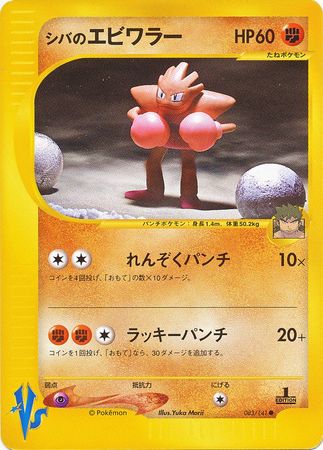 シバのエビワラー HP60
たねポケモン
パンチポケモン：身長1.4m、体重50.2kg
れんぞくパンチ 10×
コインを4回投げ、「おもて」の数×10ダメージ。
ラッキーパンチ 20+
コインを1回投げ「おもて」なら、30ダメージを追加する。
弱点 抵抗力 にげる
VS
©Pokémon Illus.Yuka Morii
1 EDITION
083/141